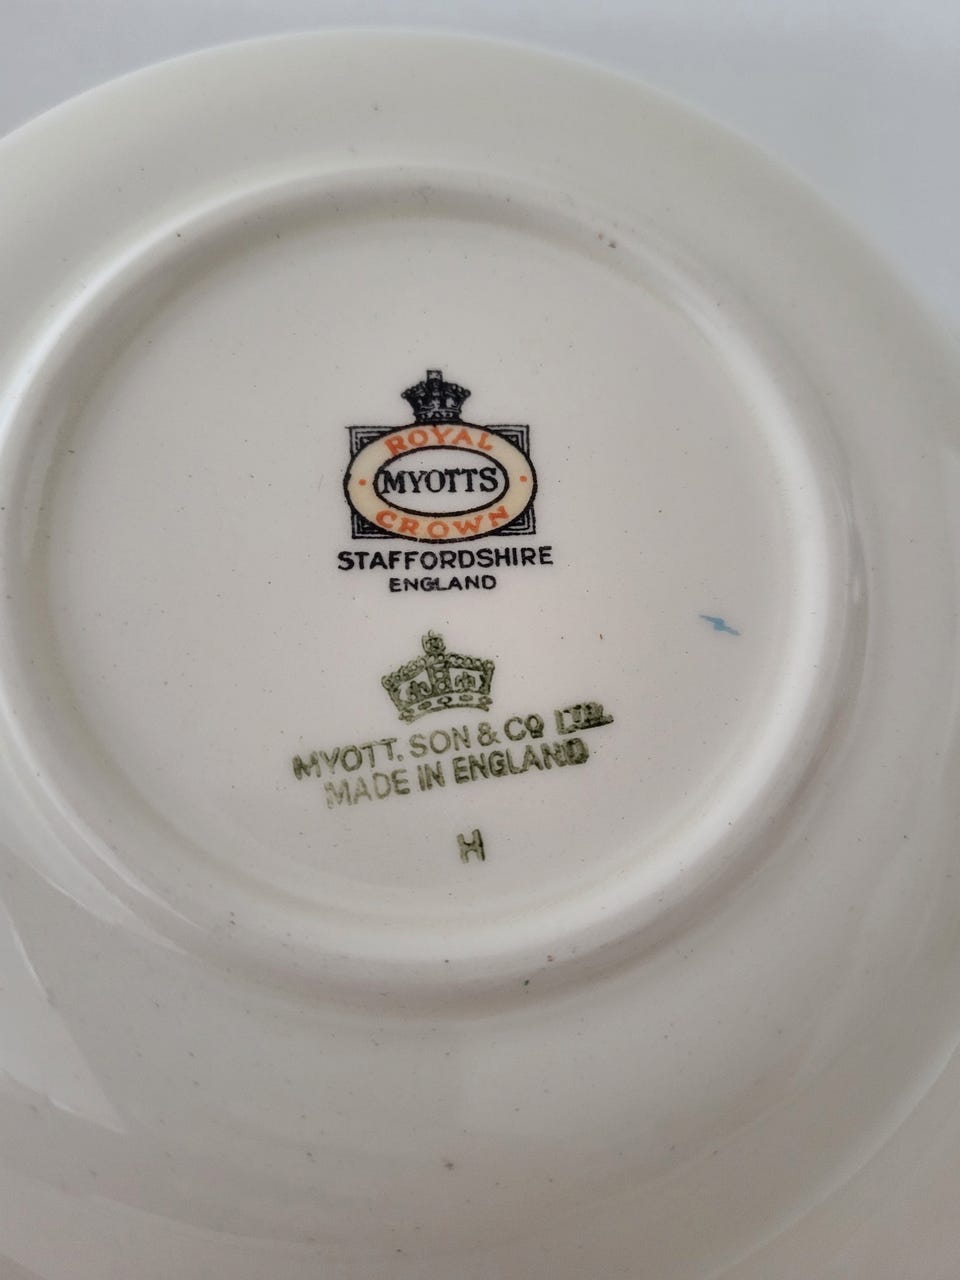 ROYAL
MYOTTS
CROWN
STAFFORDSHIRE
ENGLAND
MYOTT. SON & Co LTD.
MADE IN ENGLAND
H